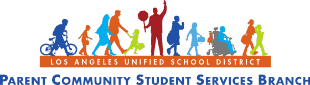 LOS ANGELES UNIFIED SCHOOL DISTRICT
PARENT COMMUNITY STUDENT SERVICES BRANCH